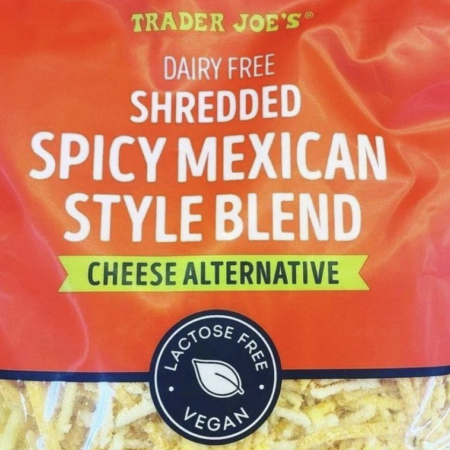 TRADER JOE'S®
DAIRY FREE
SHREDDED
SPICY MEXICAN
STYLE BLEND
CHEESE ALTERNATIVE
LACTOSE FREE
VEGAN